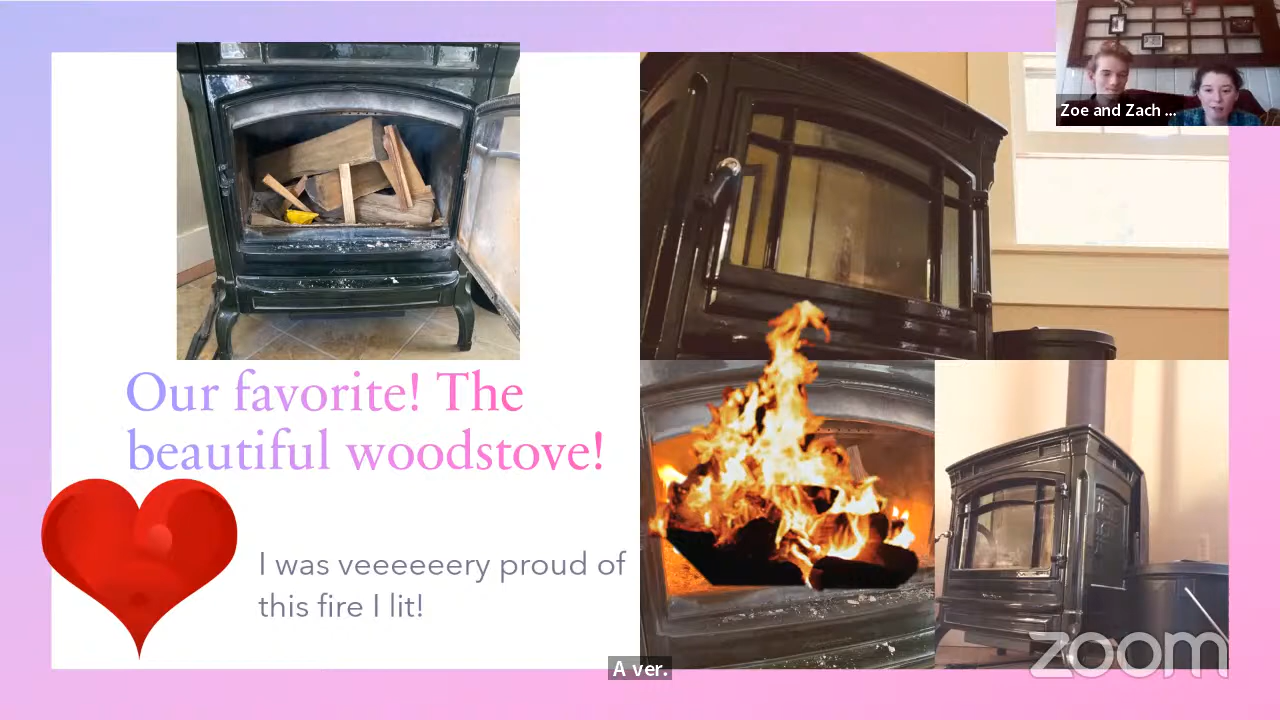 Zoe and Zach ...
Our favorite! The
beautiful woodstove!
I was veeeeeery proud of
this fire I lit!
A ver.
zoom